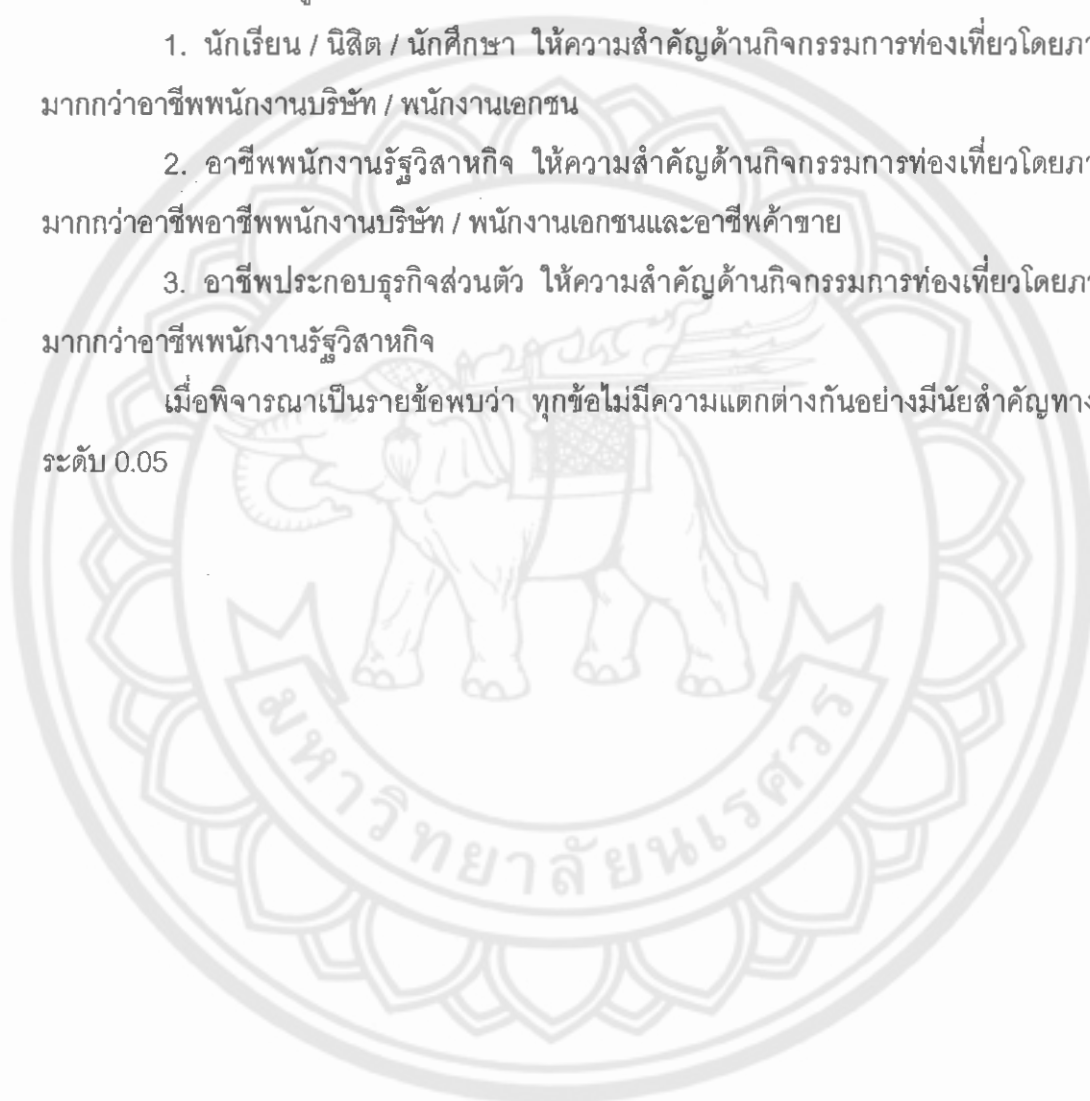 1. นักเรียน / นิสิต / นักศึกษา ให้ความสำคัญด้านกิจกรรมการท่องเที่ยวโดยภา
มากกว่าอาชีพพนักงานบริษัท / พนักงานเอกชน
2. อาชีพพนักงานรัฐวิสาหกิจ ให้ความสำคัญด้านกิจกรรมการท่องเที่ยวโดยภา
มากกว่าอาชีพอาชีพพนักงานบริษัท / พนักงานเอกชนและอาชีพค้าขาย
3. อาชีพประกอบธุรกิจส่วนตัว ให้ความสำคัญด้านกิจกรรมการท่องเที่ยวโดยภา
มากกว่าอาชีพพนักงานรัฐวิสาหกิจ
เมื่อพิจารณาเป็นรายข้อพบว่า ทุกข้อไม่มีความแตกต่างกันอย่างมีนัยสำคัญทาง
ระดับ 0.05
มหาวิทยาลัยนเรศวร